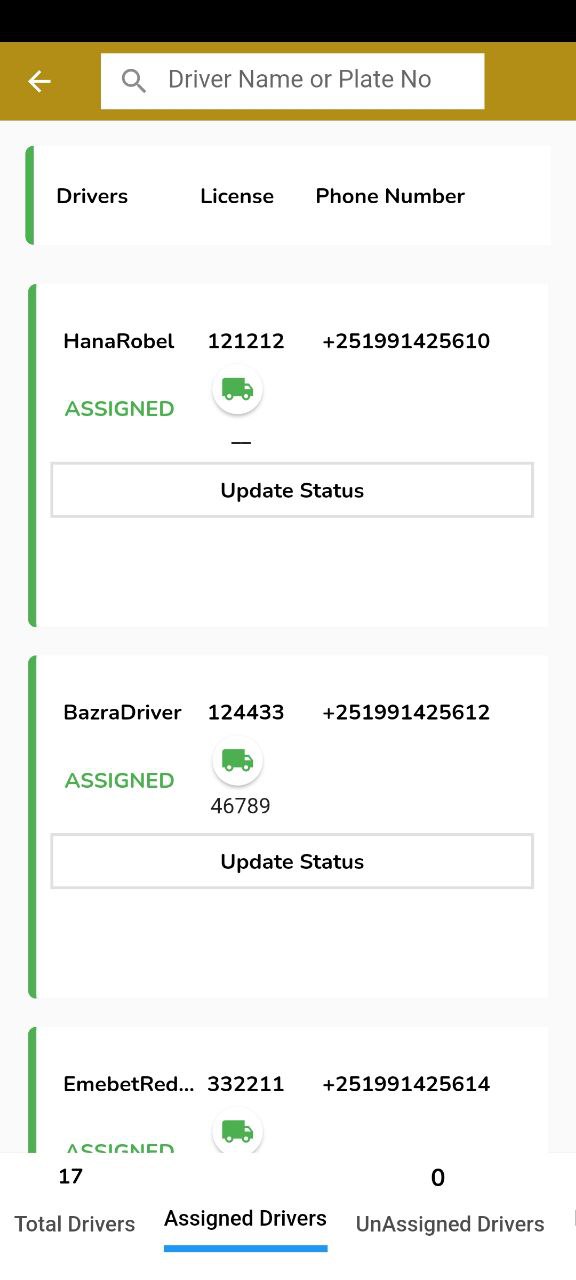 Driver Name or Plate No
Drivers License Phone Number
HanaRobel 121212 +251991425610
ASSIGNED
__
Update Status
BazraDriver 124433 +251991425612
ASSIGNED
46789
Update Status
EmebetRed... 332211 +251991425614
ASSIGNED
17 0
Total Drivers Assigned Drivers UnAssigned Drivers